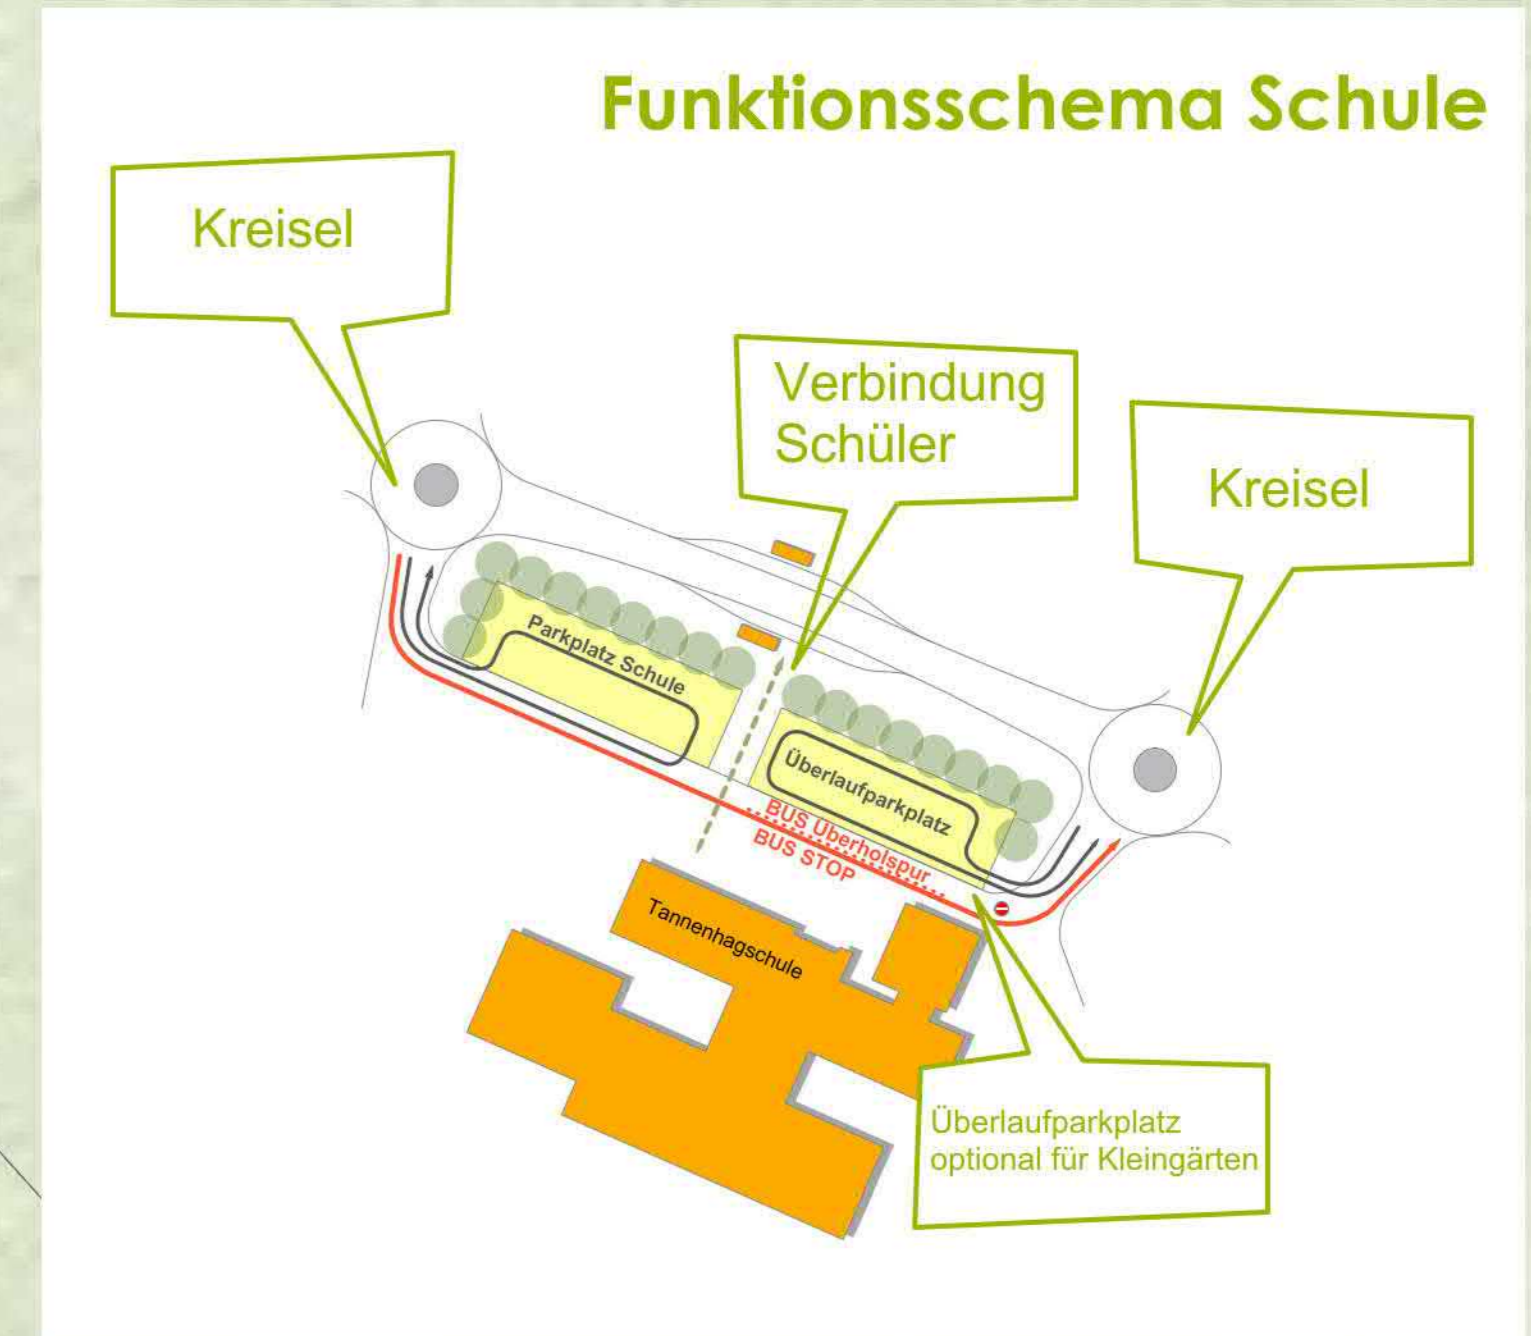 Funktionsschema Schule
Kreisel
Verbindung
Schüler
Kreisel
Parkplatz Schule
Überlaufparkplatz
BUS Überholspur
BUS STOP
Tannenhagschule
Überlaufparkplatz
optional für Kleingärten